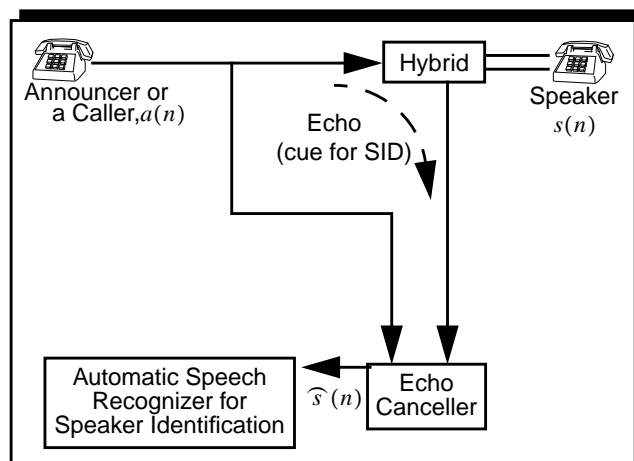 Hybrid
Announcer or
a Caller,a(n)
Speaker
s(n)
Echo
(cue for SID)
Automatic Speech
Recognizer for
Speaker Identification
ŝ(n)
Echo
Canceller